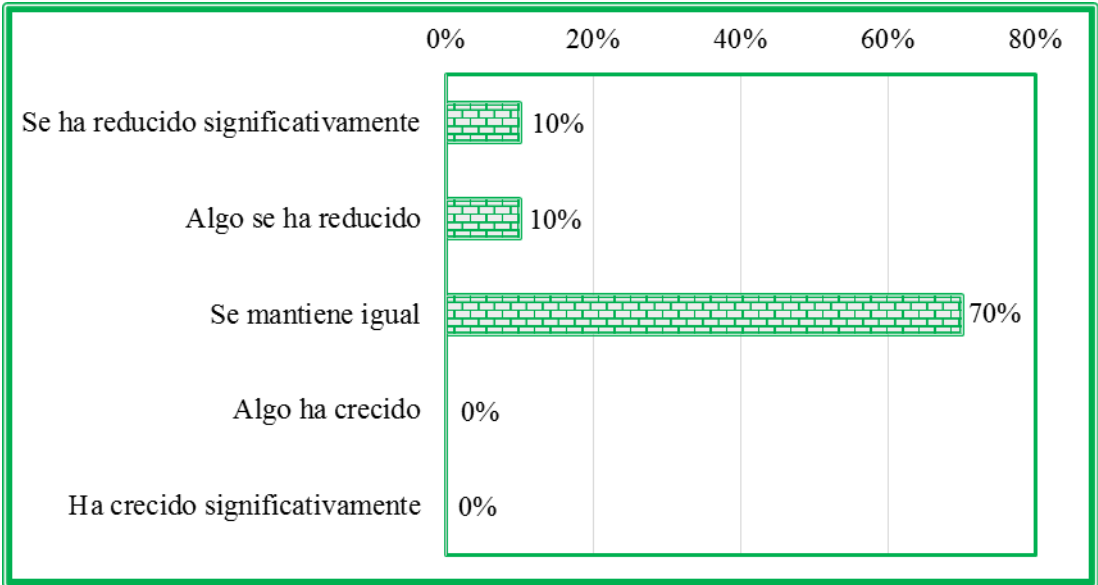 0% 20% 40% 60% 80%
Se ha reducido significativamente 10%
Algo se ha reducido 10%
Se mantiene igual 70%
Algo ha crecido 0%
Ha crecido significativamente 0%